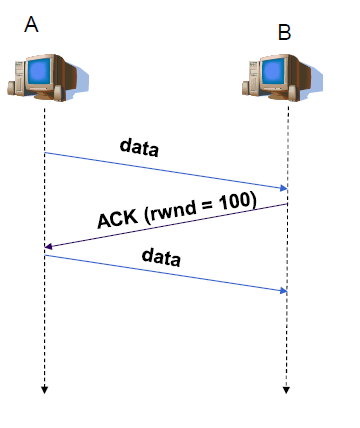 A
B
data
ACK (rwnd = 100)
data